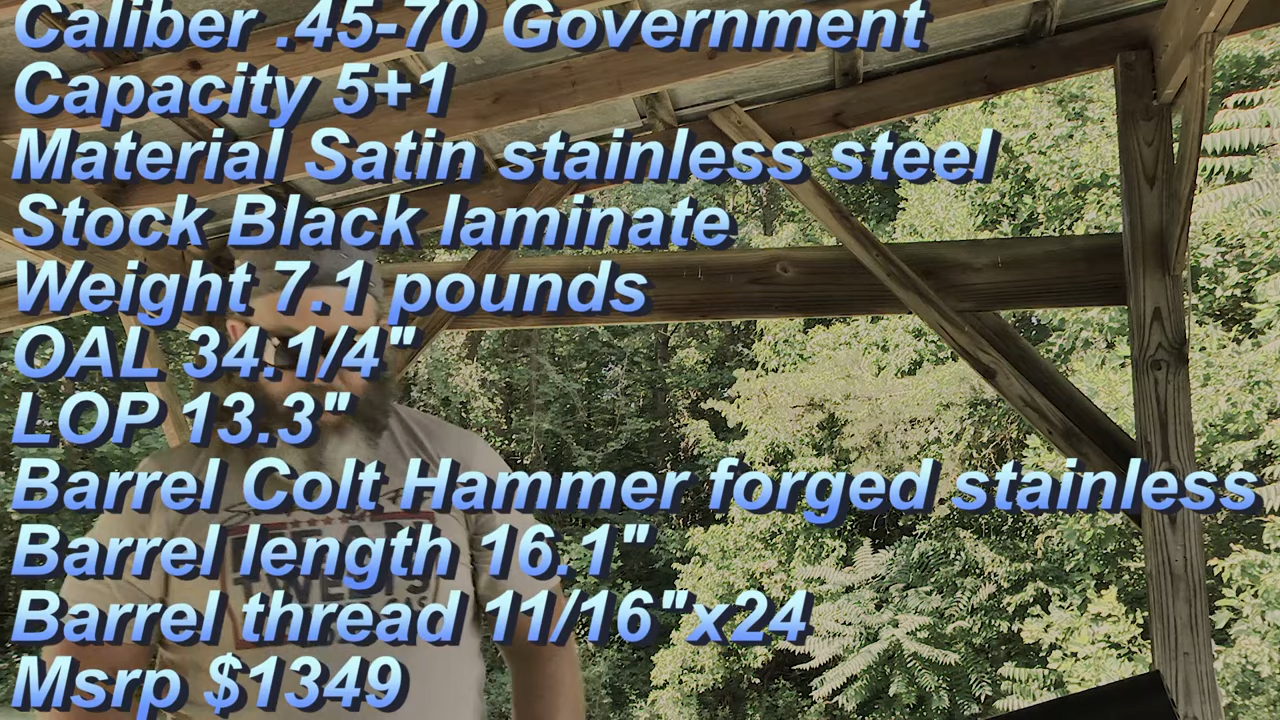 Caliber .45-70 Government
Capacity 5+1
Material Satin stainless steel
Stock Black laminate
Weight 7.1 pounds
OAL 34.1/4"
LOP 13.3"
Barrel Colt Hammer forged stainless
Barrel length 16.1"
Barrel thread 11/16"x24
Msrp $1349